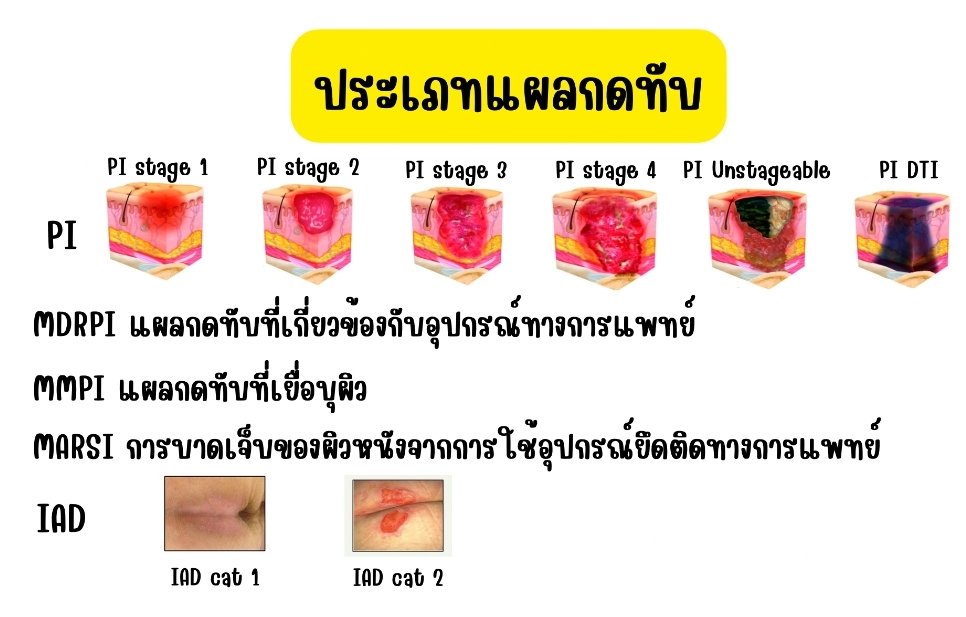 ประเภทแผลกดทับ
PI stage 1 PI stage 2 PI stage 3 PI stage 4 PI Unstageable PI DTI
PI
MDRPI แผลกดทับที่เกี่ยวข้องกับอุปกรณ์ทางการแพทย์
MMPI แผลกดทับที่เยื่อบุผิว
MARSI การบาดเจ็บของผิวหนังจากการใช้อุปกรณ์ยึดติดทางการแพทย์
IAD
IAD cat 1 IAD cat 2